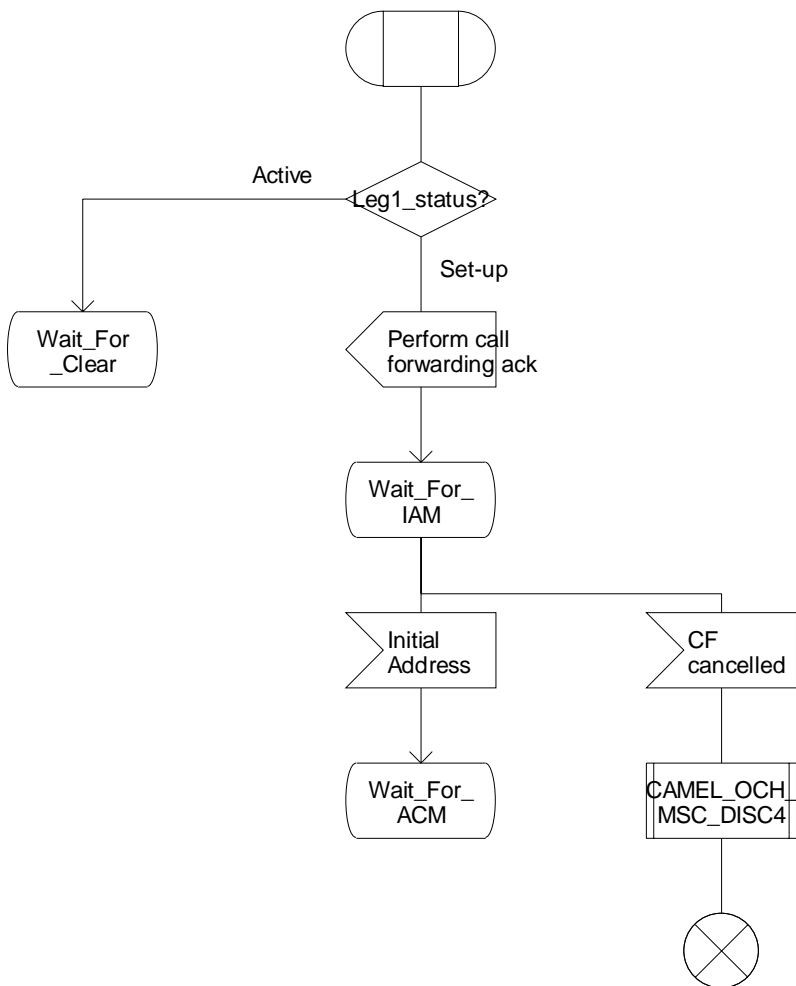 Active
Leg1_status?
Set-up
Wait_For
_Clear
Perform call
forwarding ack
Wait_For_
IAM
Initial
Address
CF
cancelled
Wait_For_
ACM
CAMEL_OCH_
MSC_DISC4